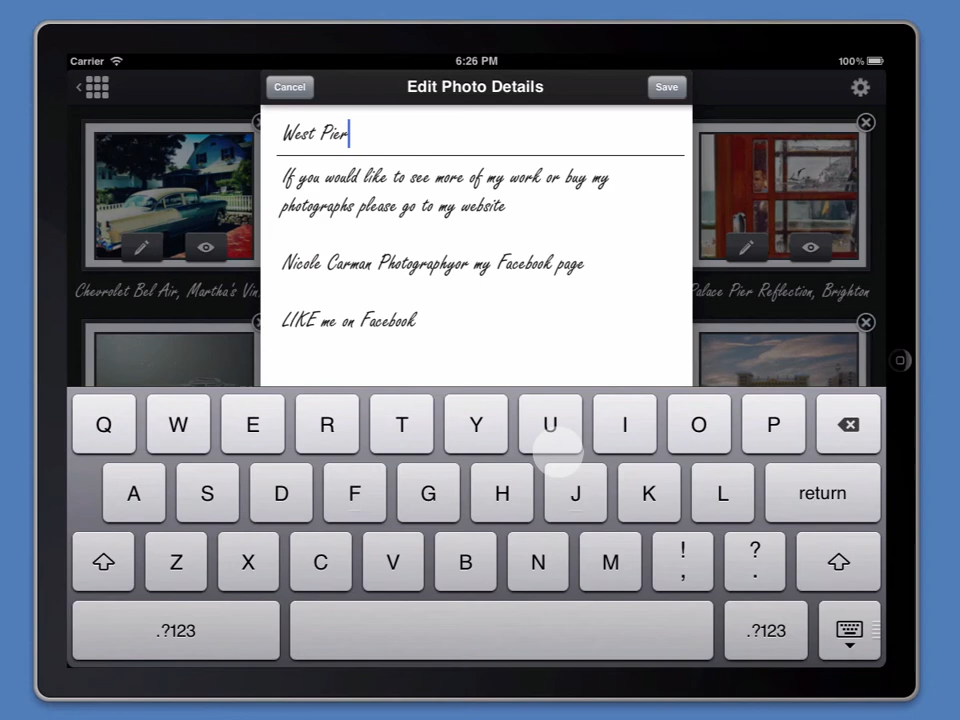 Carrier 6:26 PM 100%
Cancel Edit Photo Details Save
West Pier
If you would like to see more of my work or buy my
photographs please go to my website
Nicole Carman Photographyor my Facebook page
LIKE me on Facebook
Chevrolet Bel Air, Martha's Vin
Palace Pier Reflection, Brighton
Q W E R T Y U I O P
A S D F G H J K L return
Z X C V B N M ! , ? .
.?123 .?123